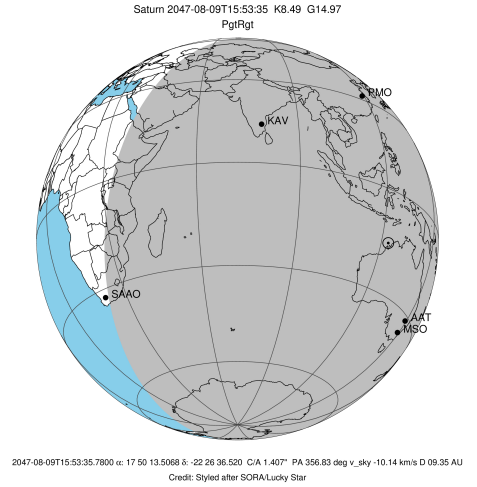 Saturn 2047-08-09T15:53:35  K8.49  G14.97
PgtRgt
PMO
KAV
SAAO
AAT
MSO
2047-08-09T15:53:35.7800 α: 17 50 13.5068 δ: -22 26 36.520  C/A 1.407"  PA 356.83 deg v_sky -10.14 km/s D 09.35 AU
Credit: Styled after SORA/Lucky Star